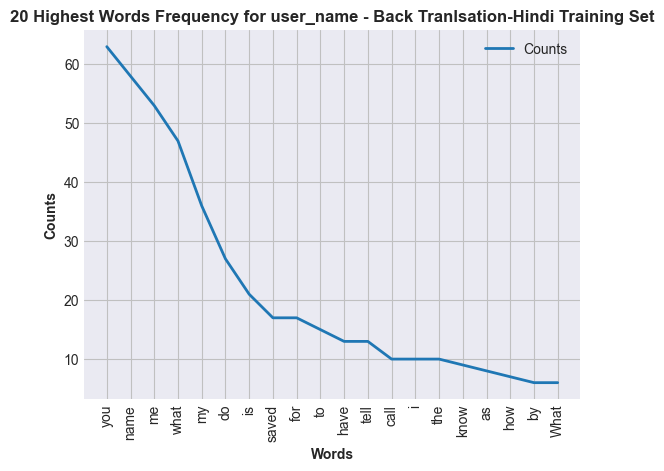 20 Highest Words Frequency for user_name - Back Tranlsation-Hindi Training Set
Counts
60
50
40
30
20
10
Counts
you
name
me
what
my
do
is
saved
for
to
have
tell
call
i
the
know
as
how
by
What
Words